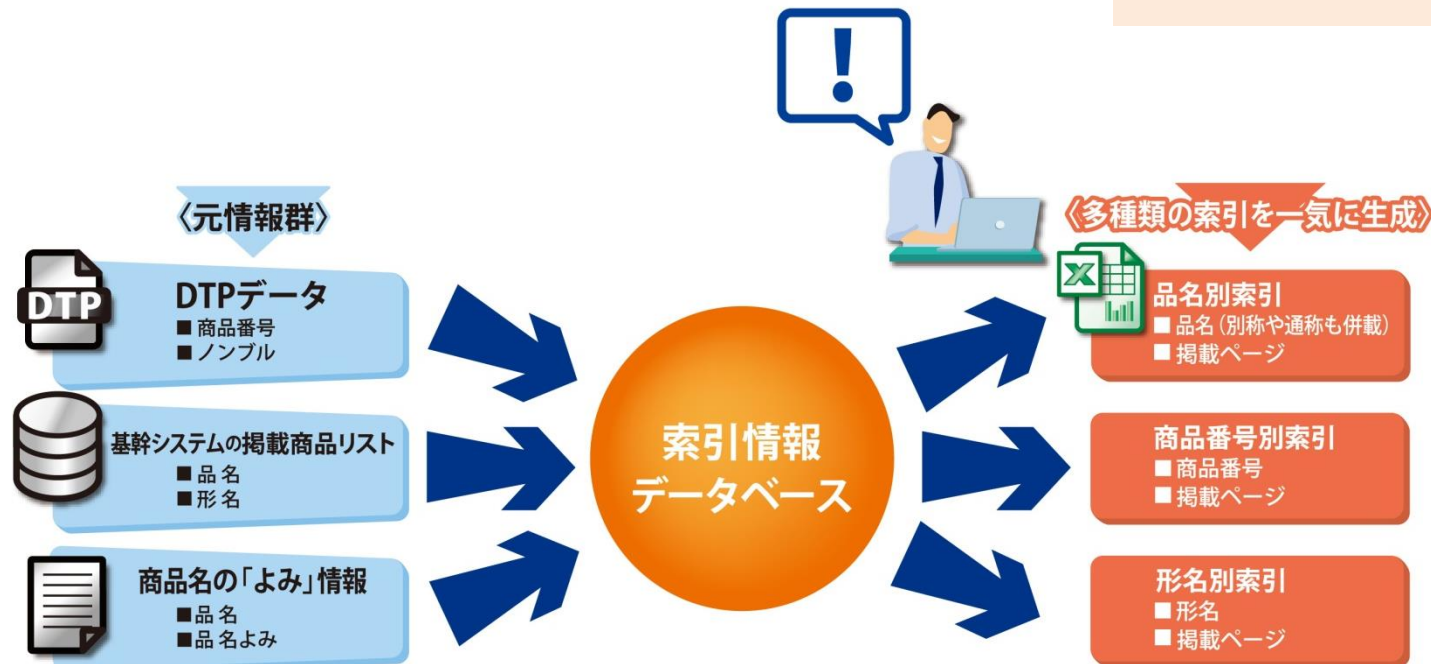 〈元情報群〉
DTP
DTPデータ
■商品番号
■ノンブル
基幹システムの掲載商品リスト
■品名
■形名
商品名の「よみ」情報
■品名
■品名よみ
索引情報
データベース
!
〈多種類の索引を一気に生成〉
X
品名別索引
■品名(別称や通称も併載)
■掲載ページ
商品番号別索引
■商品番号
■掲載ページ
形名別索引
■形名
■掲載ページ